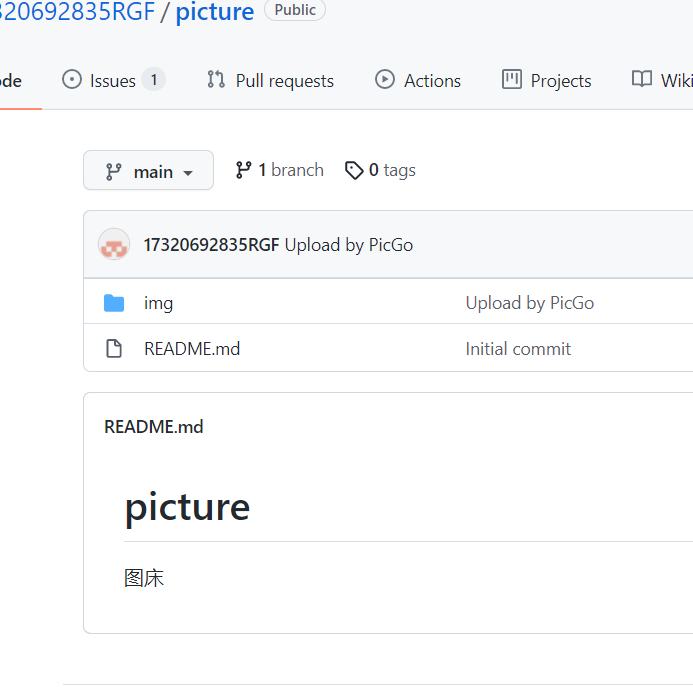 320692835RGF / picture Public
de Issues 1 Pull requests Actions Projects Wiki
main 1 branch 0 tags
17320692835RGF Upload by PicGo
img Upload by PicGo
README.md Initial commit
README.md
picture
图床